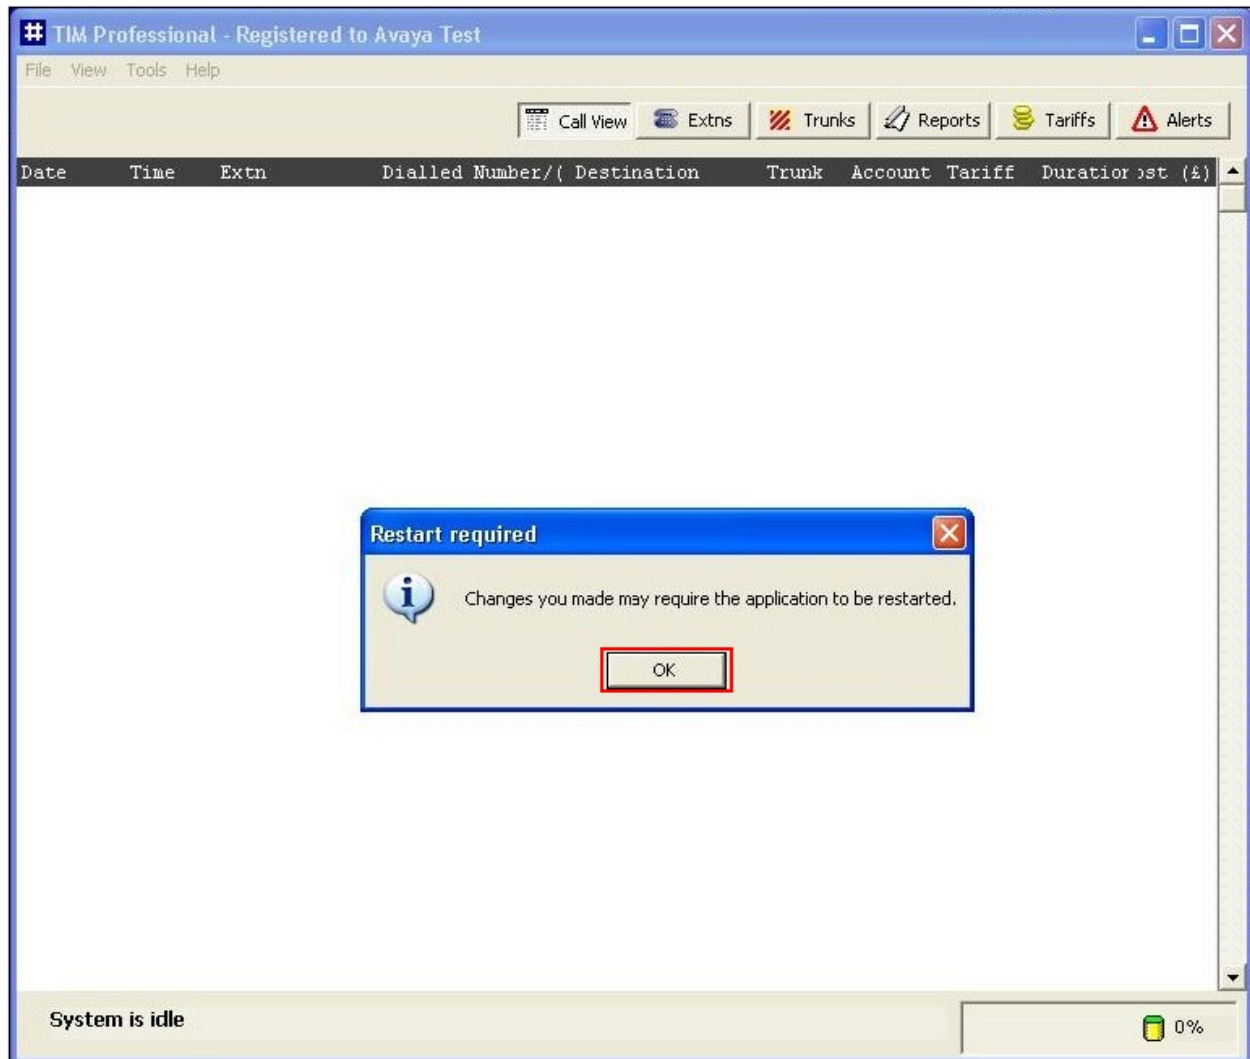 # TIM Professional - Registered to Avaya Test
File View Tools Help
Call View Extns Trunks Reports Tariffs Alerts
Date Time Extn Dialled Number/( Destination Trunk Account Tariff Duration ost (£)
Restart required
Changes you made may require the application to be restarted.
OK
System is idle
0%